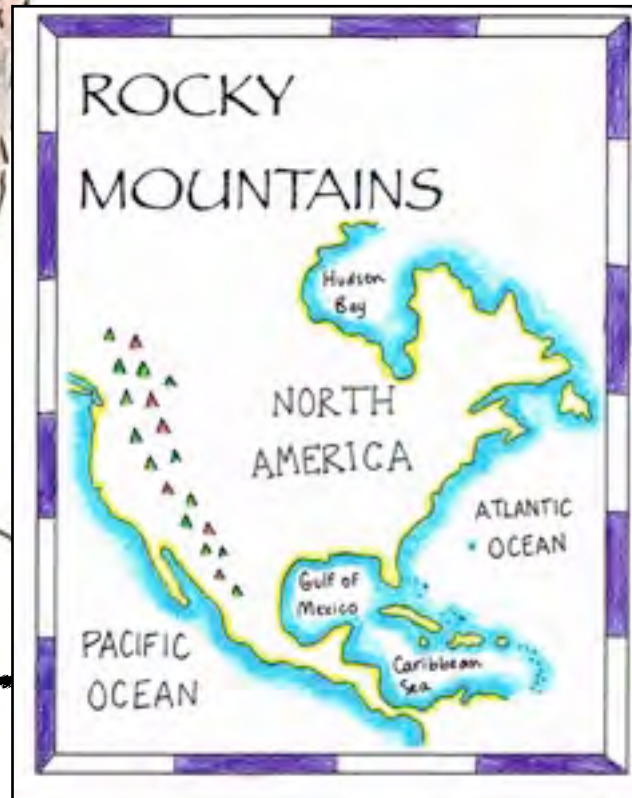 ROCKY
MOUNTAINS
Hudson
Bay
NORTH
AMERICA
ATLANTIC
OCEAN
Gulf of
Mexico
PACIFIC
OCEAN
Caribbean
Sea